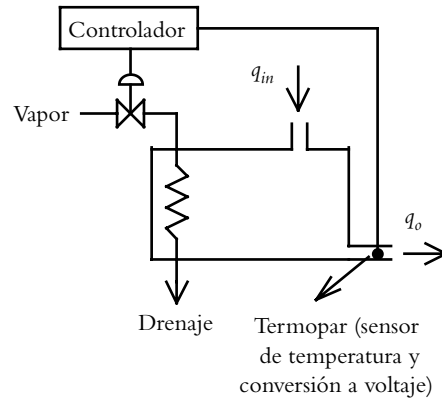 Controlador
q_in
Vapor
q_o
Drenaje
Termopar (sensor
de temperatura y
conversión a voltaje)